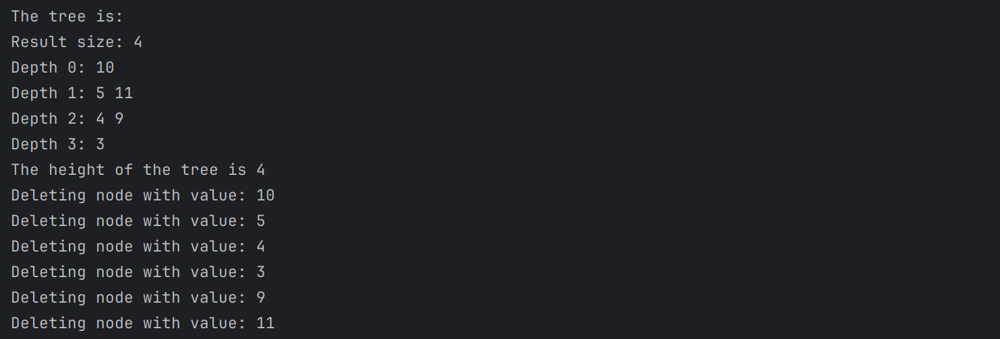 The tree is:
Result size: 4
Depth 0: 10
Depth 1: 5 11
Depth 2: 4 9
Depth 3: 3
The height of the tree is 4
Deleting node with value: 10
Deleting node with value: 5
Deleting node with value: 4
Deleting node with value: 3
Deleting node with value: 9
Deleting node with value: 11